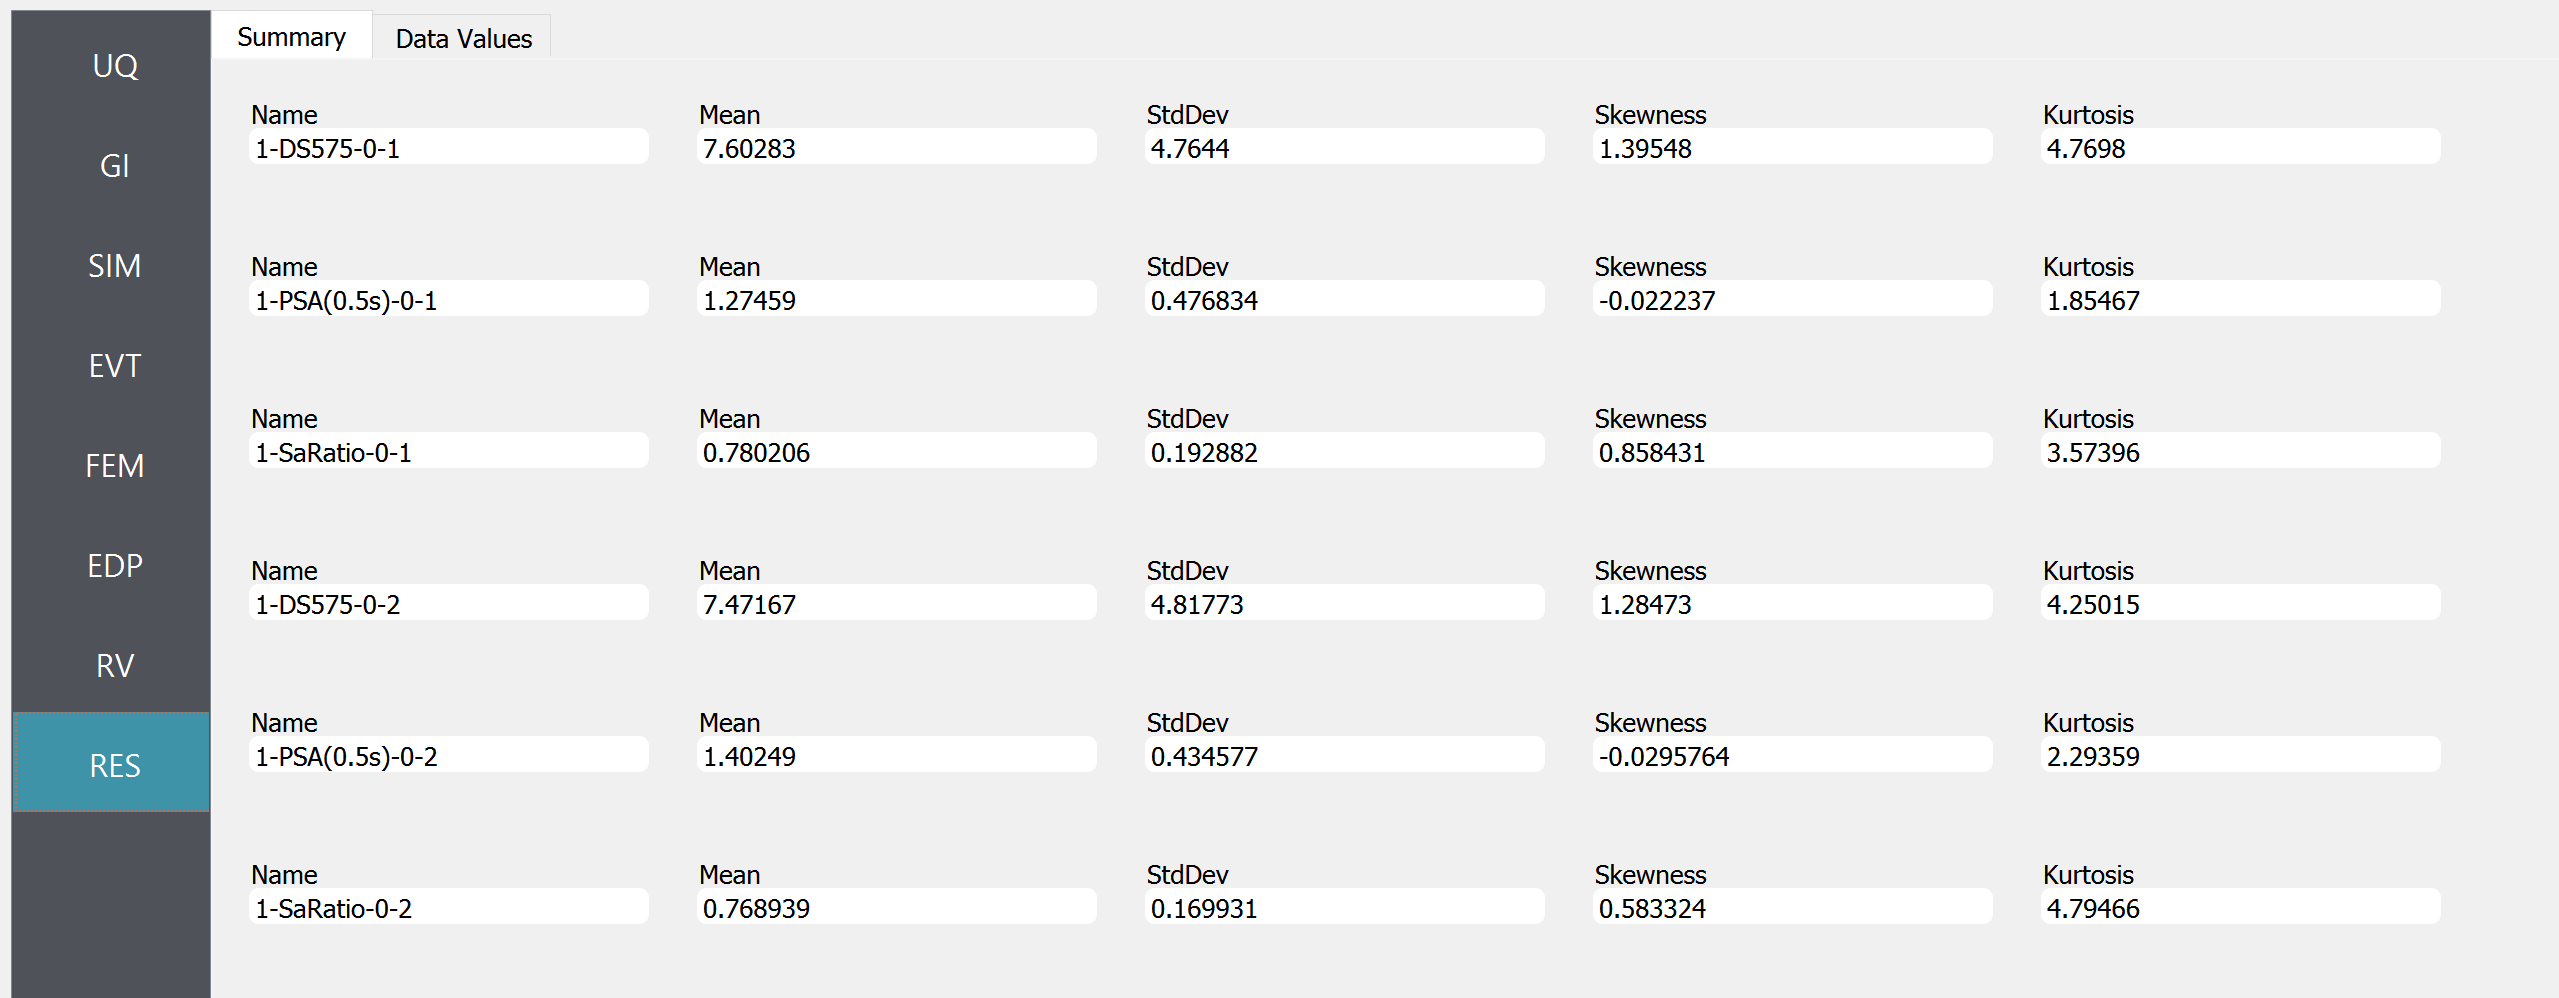 UQ
GI
SIM
EVT
FEM
EDP
RV
RES
Summary Data Values
Name Mean StdDev Skewness Kurtosis
1-DS575-0-1 7.60283 4.7644 1.39548 4.7698
Name Mean StdDev Skewness Kurtosis
1-PSA(0.5s)-0-1 1.27459 0.476834 -0.022237 1.85467
Name Mean StdDev Skewness Kurtosis
1-SaRatio-0-1 0.780206 0.192882 0.858431 3.57396
Name Mean StdDev Skewness Kurtosis
1-DS575-0-2 7.47167 4.81773 1.28473 4.25015
Name Mean StdDev Skewness Kurtosis
1-PSA(0.5s)-0-2 1.40249 0.434577 -0.0295764 2.29359
Name Mean StdDev Skewness Kurtosis
1-SaRatio-0-2 0.768939 0.169931 0.583324 4.79466